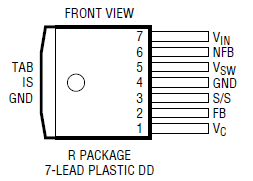 FRONT VIEW
7 VIN
6 NFB
5 VSW
4 GND
3 S/S
2 FB
1 VC
TAB
IS
GND
R PACKAGE
7-LEAD PLASTIC DD